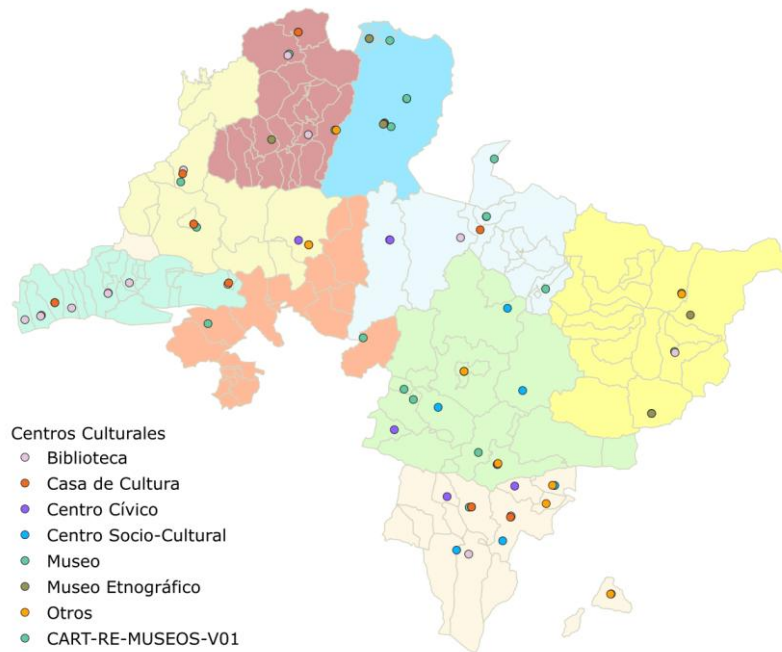 Centros Culturales
Biblioteca
Casa de Cultura
Centro Cívico
Centro Socio-Cultural
Museo
Museo Etnográfico
Otros
CART-RE-MUSEOS-V01